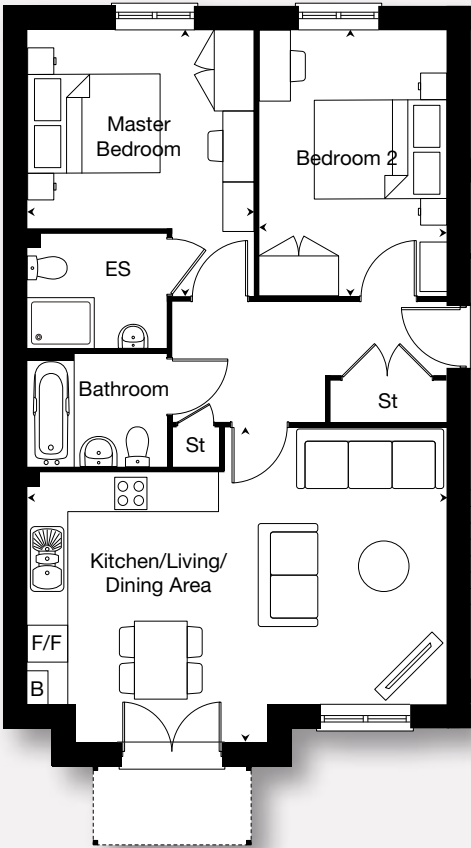 Master
Bedroom
Bedroom 2
ES
Bathroom
St
St
Kitchen/Living/
Dining Area
F/F
B